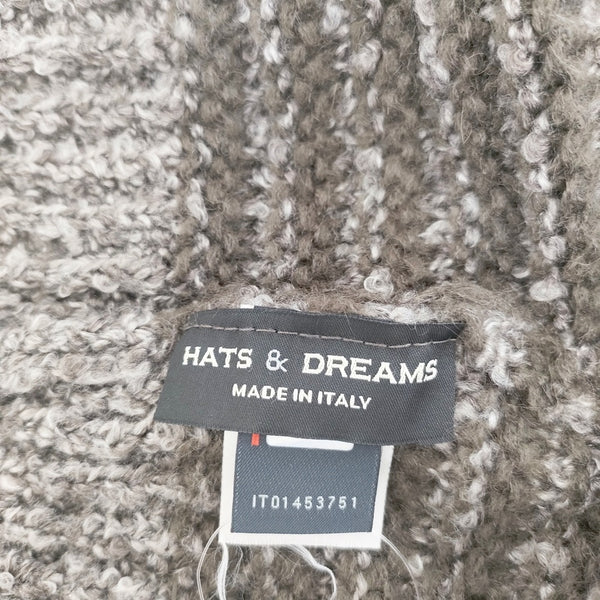 HATS & DREAMS
MADE IN ITALY
IT01453751